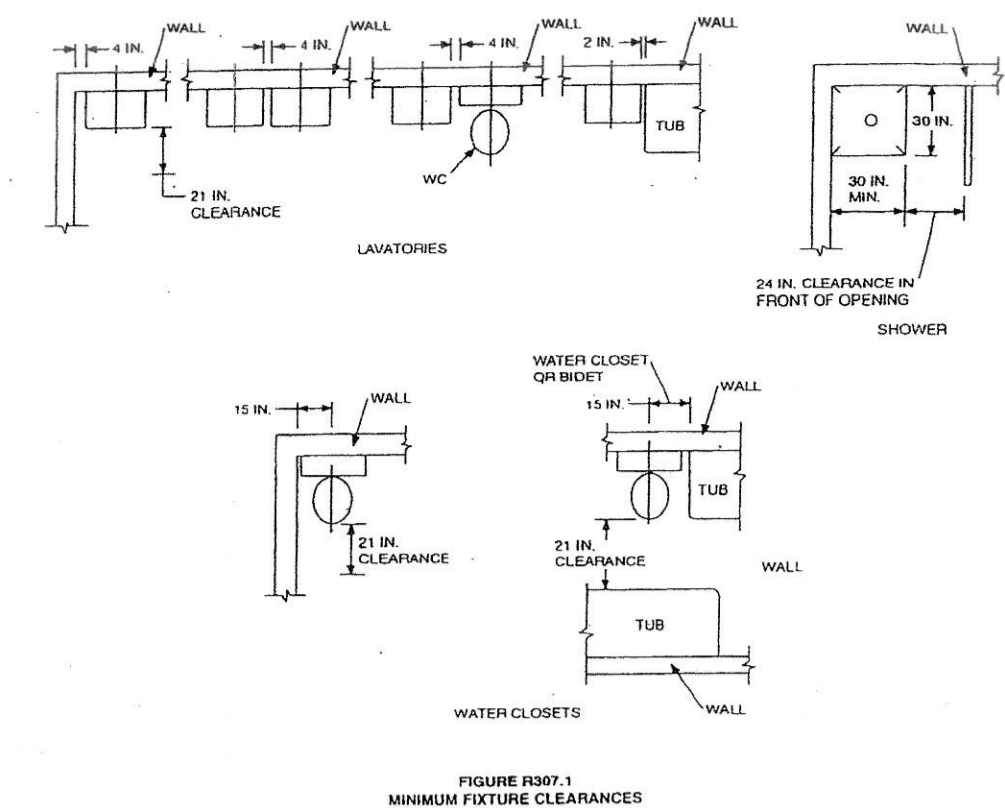 WALL
4 IN.
WALL
4 IN.
WALL
4 IN.
WALL
2 IN.
TUB
WC
21 IN.
CLEARANCE
LAVATORIES
WALL
30 IN.
30 IN.
MIN.
24 IN. CLEARANCE IN
FRONT OF OPENING
SHOWER
15 IN.
WALL
21 IN.
CLEARANCE
WATER CLOSET
QR BIDET
15 IN.
WALL
TUB
21 IN.
CLEARANCE
WALL
TUB
WALL
WATER CLOSETS
FIGURE R307.1
MINIMUM FIXTURE CLEARANCES